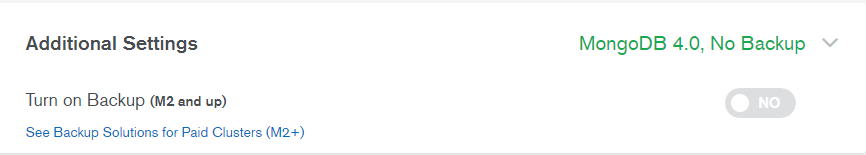 Additional Settings MongoDB 4.0, No Backup
Turn on Backup (M2 and up) NO
See Backup Solutions for Paid Clusters (M2+)